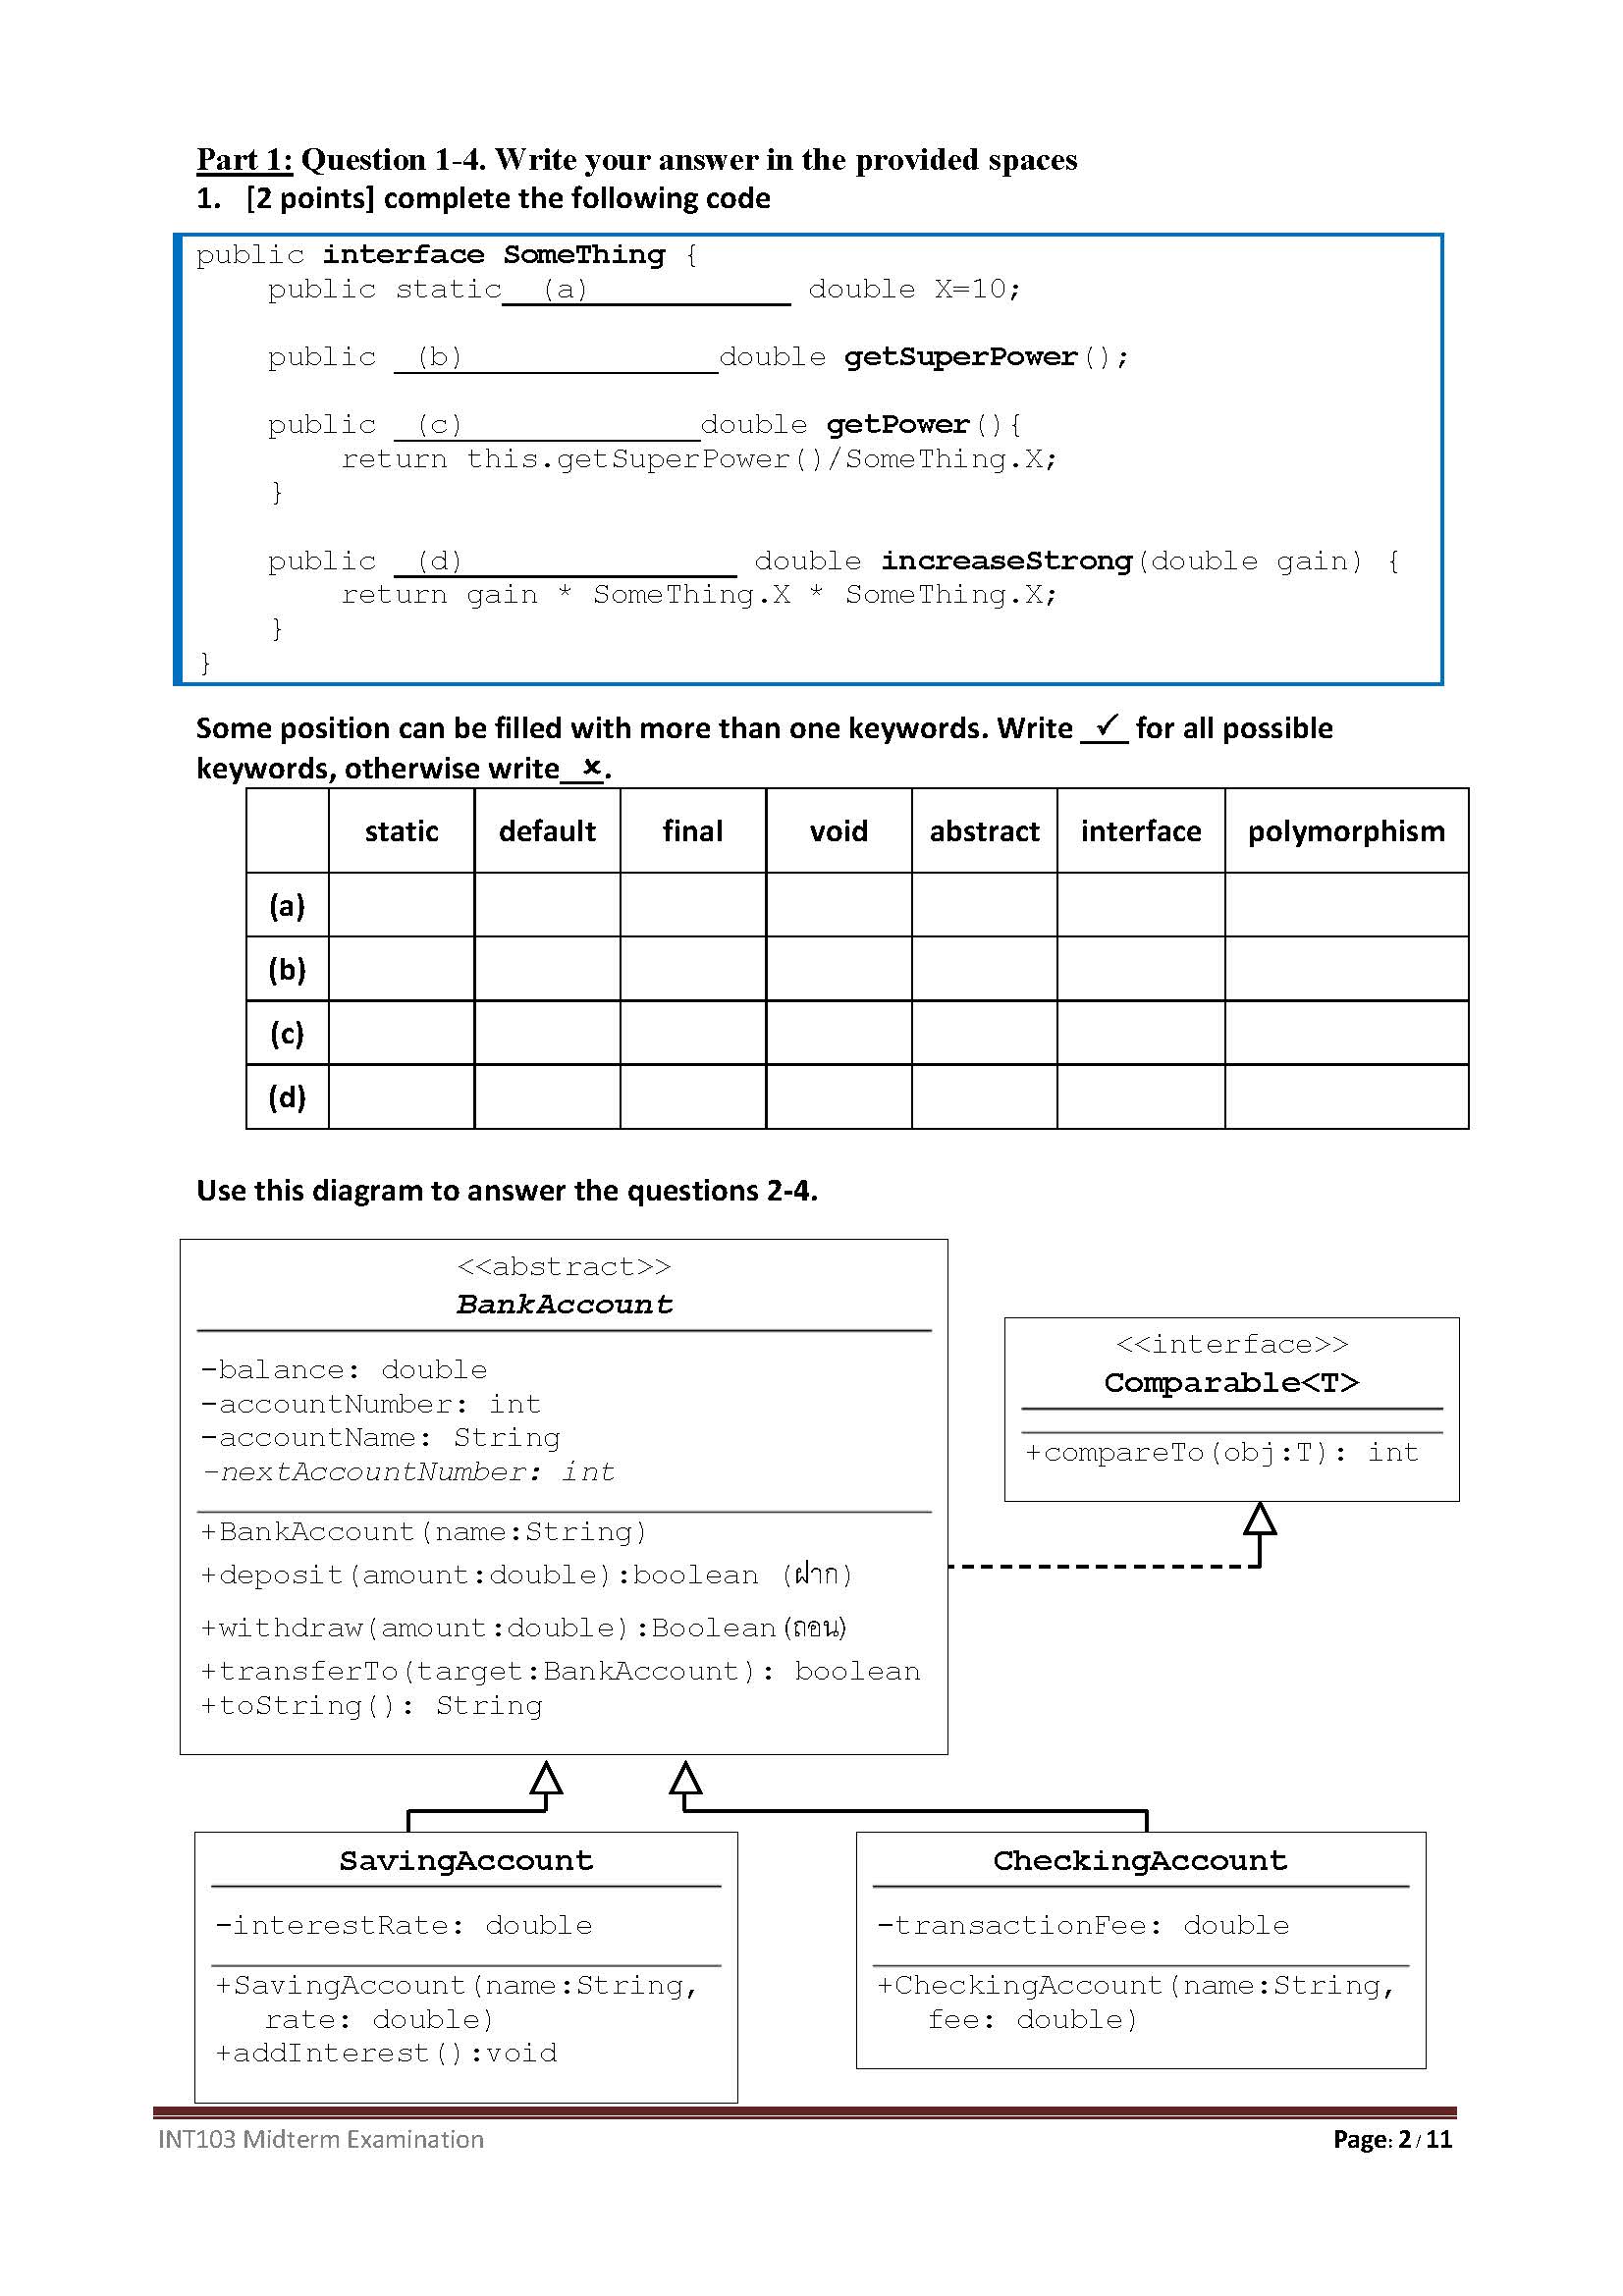 Part 1: Question 1-4. Write your answer in the provided spaces
1. [2 points] complete the following code
public interface SomeThing {
public static (a) double X=10;
public (b) double getSuperPower();
public (c) double getPower(){
return this.getSuperPower()/SomeThing.X;
}
public (d) double increaseStrong(double gain) {
return gain * SomeThing.X * SomeThing.X;
}
}
Some position can be filled with more than one keywords. Write ✓ for all possible
keywords, otherwise write ×.
static default final void abstract interface polymorphism
(a)
(b)
(c)
(d)
Use this diagram to answer the questions 2-4.
<<abstract>>
BankAccount
-balance: double
-accountNumber: int
-accountName: String
-nextAccountNumber: int
+BankAccount(name:String)
+deposit(amount:double):boolean (ฝาก)
+withdraw(amount:double):Boolean(ถอน)
+transferTo(target:BankAccount): boolean
+toString(): String
<<interface>>
Comparable<T>
+compareTo(obj:T): int
SavingAccount
-interestRate: double
+SavingAccount(name:String,
rate: double)
+addInterest():void
CheckingAccount
-transactionFee: double
+CheckingAccount(name:String,
fee: double)
INT103 Midterm Examination Page: 2 / 11